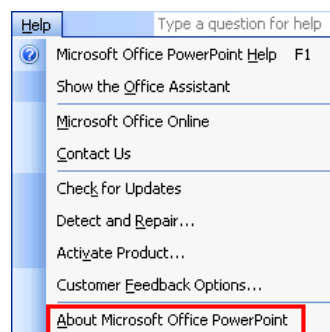 Help
Type a question for help
Microsoft Office PowerPoint Help F1
Show the Office Assistant
Microsoft Office Online
Contact Us
Check for Updates
Detect and Repair...
Activate Product...
Customer Feedback Options...
About Microsoft Office PowerPoint